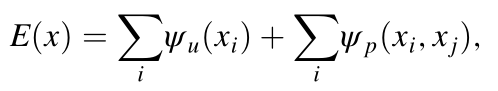 E(x) = ∑_i ψ_u(x_i) + ∑_i ψ_p(x_i, x_j),